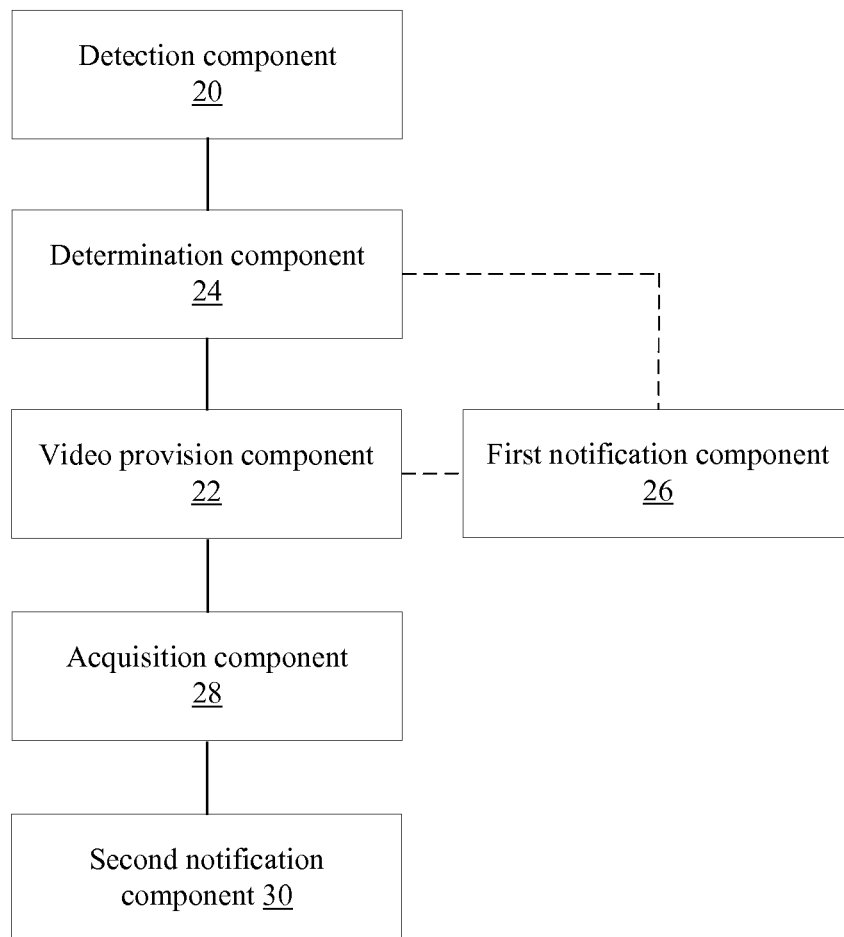 Detection component
20
Determination component
24
Video provision component
22
First notification component
26
Acquisition component
28
Second notification
component 30